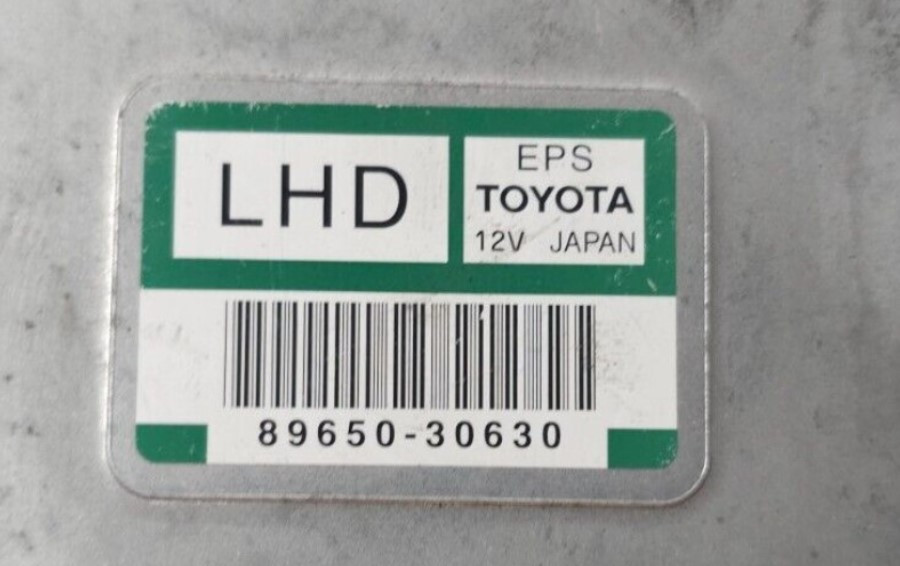 LHD
EPS
TOYOTA
12V JAPAN
89650-30630